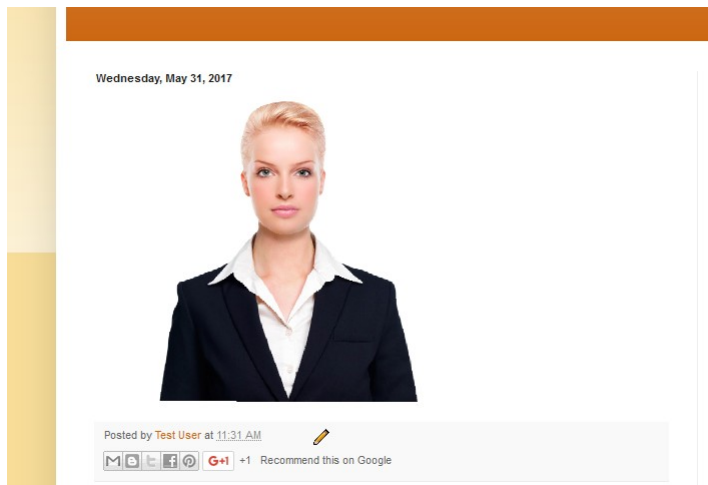 Wednesday, May 31, 2017
Posted by Test User at 11:31 AM
G+1 +1 Recommend this on Google